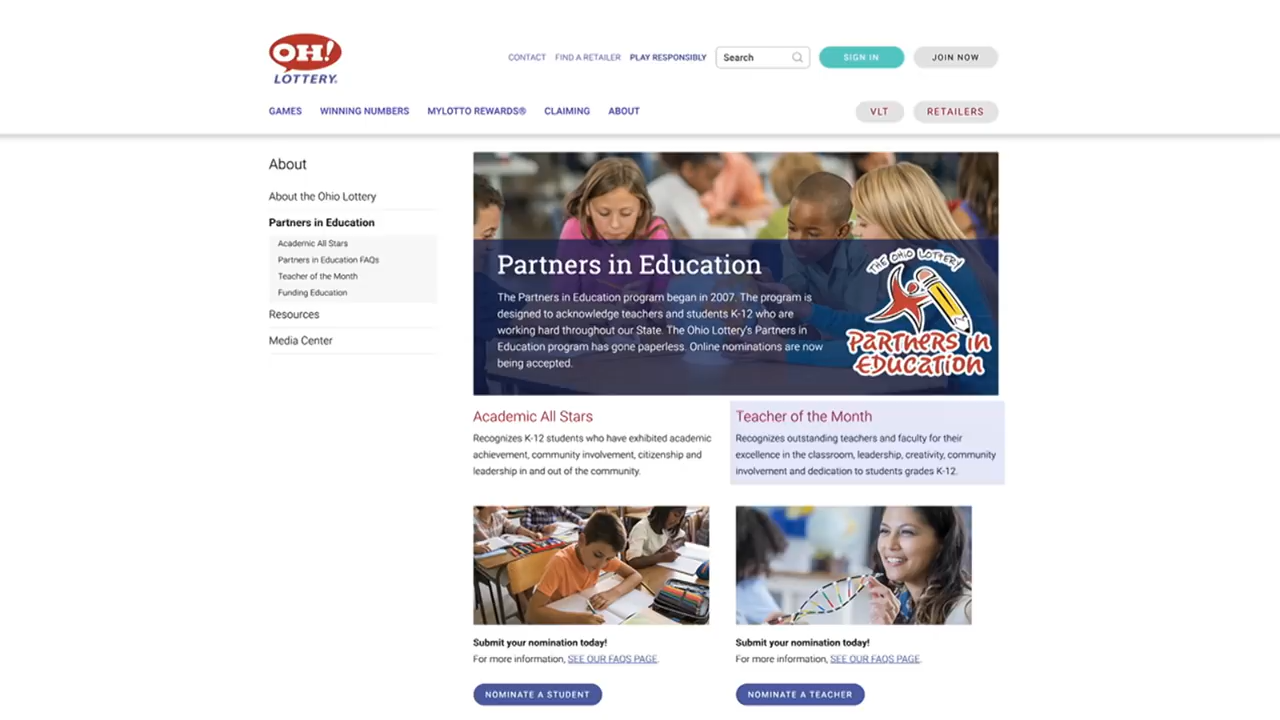 OH!
LOTTERY.
CONTACT FIND A RETAILER PLAY RESPONSIBLY Search SIGN IN JOIN NOW
GAMES WINNING NUMBERS MYLOTTO REWARDS® CLAIMING ABOUT VLT RETAILERS
About
About the Ohio Lottery
Partners in Education
Academic All Stars
Partners in Education FAQs
Teacher of the Month
Funding Education
Resources
Media Center
Partners in Education
The Partners in Education program began in 2007. The program is
designed to acknowledge teachers and students K-12 who are
working hard throughout our State. The Ohio Lottery's Partners in
Education program has gone paperless. Online nominations are now
being accepted.
THE OHIO LOTTERY
PARTNERS in
EDUCATION
Academic All Stars
Recognizes K-12 students who have exhibited academic
achievement, community involvement, citizenship and
leadership in and out of the community.
Teacher of the Month
Recognizes outstanding teachers and faculty for their
excellence in the classroom, leadership, creativity, community
involvement and dedication to students grades K-12.
Submit your nomination today!
For more information, SEE OUR FAQS PAGE.
NOMINATE A STUDENT
Submit your nomination today!
For more information, SEE OUR FAQS PAGE.
NOMINATE A TEACHER